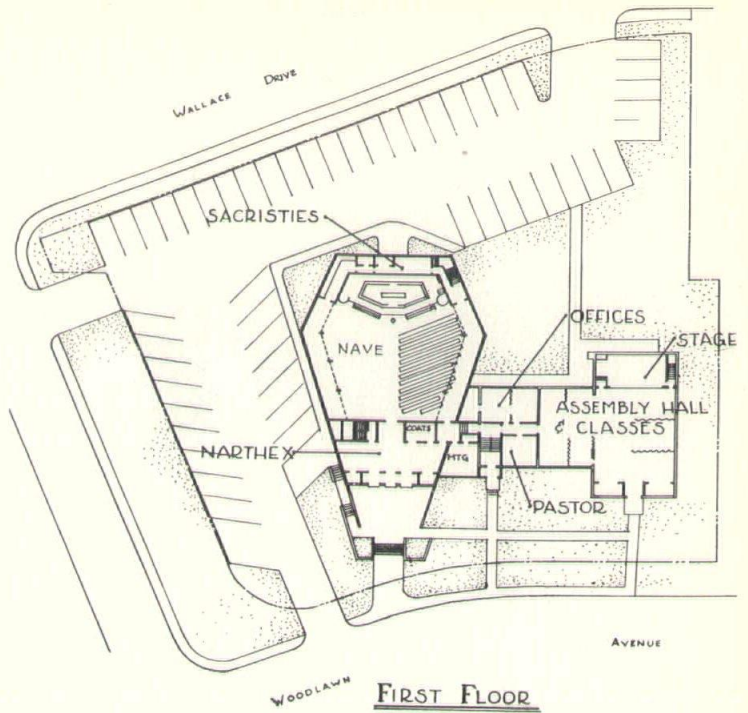 WALLACE DRIVE
SACRISTIES
OFFICES
STAGE
NAVE
ASSEMBLY HALL
& CLASSES
COATS
NARTHEX
MTG
PASTOR
AVENUE
WOODLAWN
FIRST FLOOR